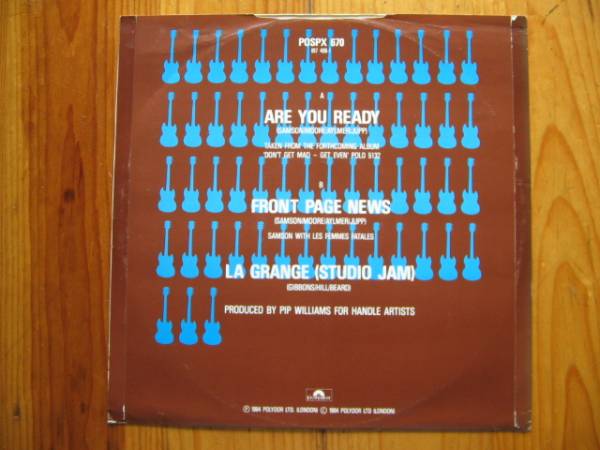 POSPX 670
A
ARE YOU READY
(SAMSON/MOORE/AYLMER/JUPP)
TAKEN FROM THE FORTHCOMING ALBUM
'DON'T GET MAD – GET EVEN' POLD 5132
B
FRONT PAGE NEWS
(SAMSON/MOORE/AYLMER/JUPP)
SAMSON WITH LES FEMMES FATALES
LA GRANGE (STUDIO JAM)
(GIBBONS/HILL/BEARD)
PRODUCED BY PIP WILLIAMS FOR HANDLE ARTISTS
Ⓟ 1984 POLYDOR LTD. (LONDON) © 1984 POLYDOR LTD (LONDON)